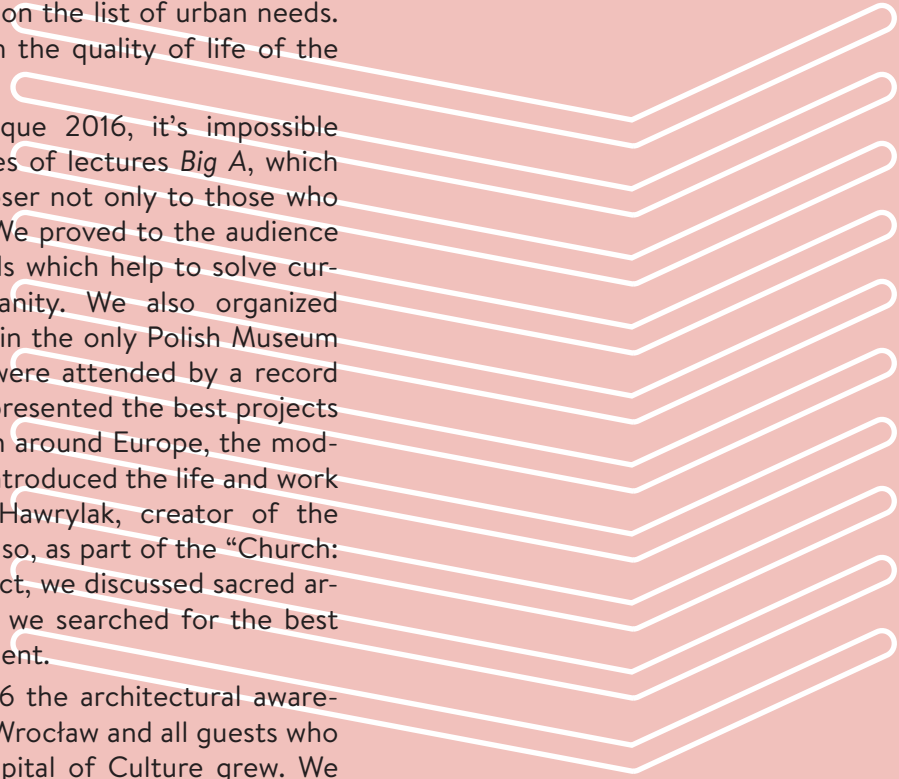 on the list of urban needs.
the quality of life of the
que 2016, it's impossible
es of lectures Big A, which
ser not only to those who
We proved to the audience
ls which help to solve cur-
anity. We also organized
in the only Polish Museum
were attended by a record
presented the best projects
around Europe, the mod-
ntroduced the life and work
Hawrylak, creator of the
so, as part of the “Church:
ct, we discussed sacred ar-
we searched for the best
ent.
6 the architectural aware-
Wrocław and all guests who
pital of Culture grew. We